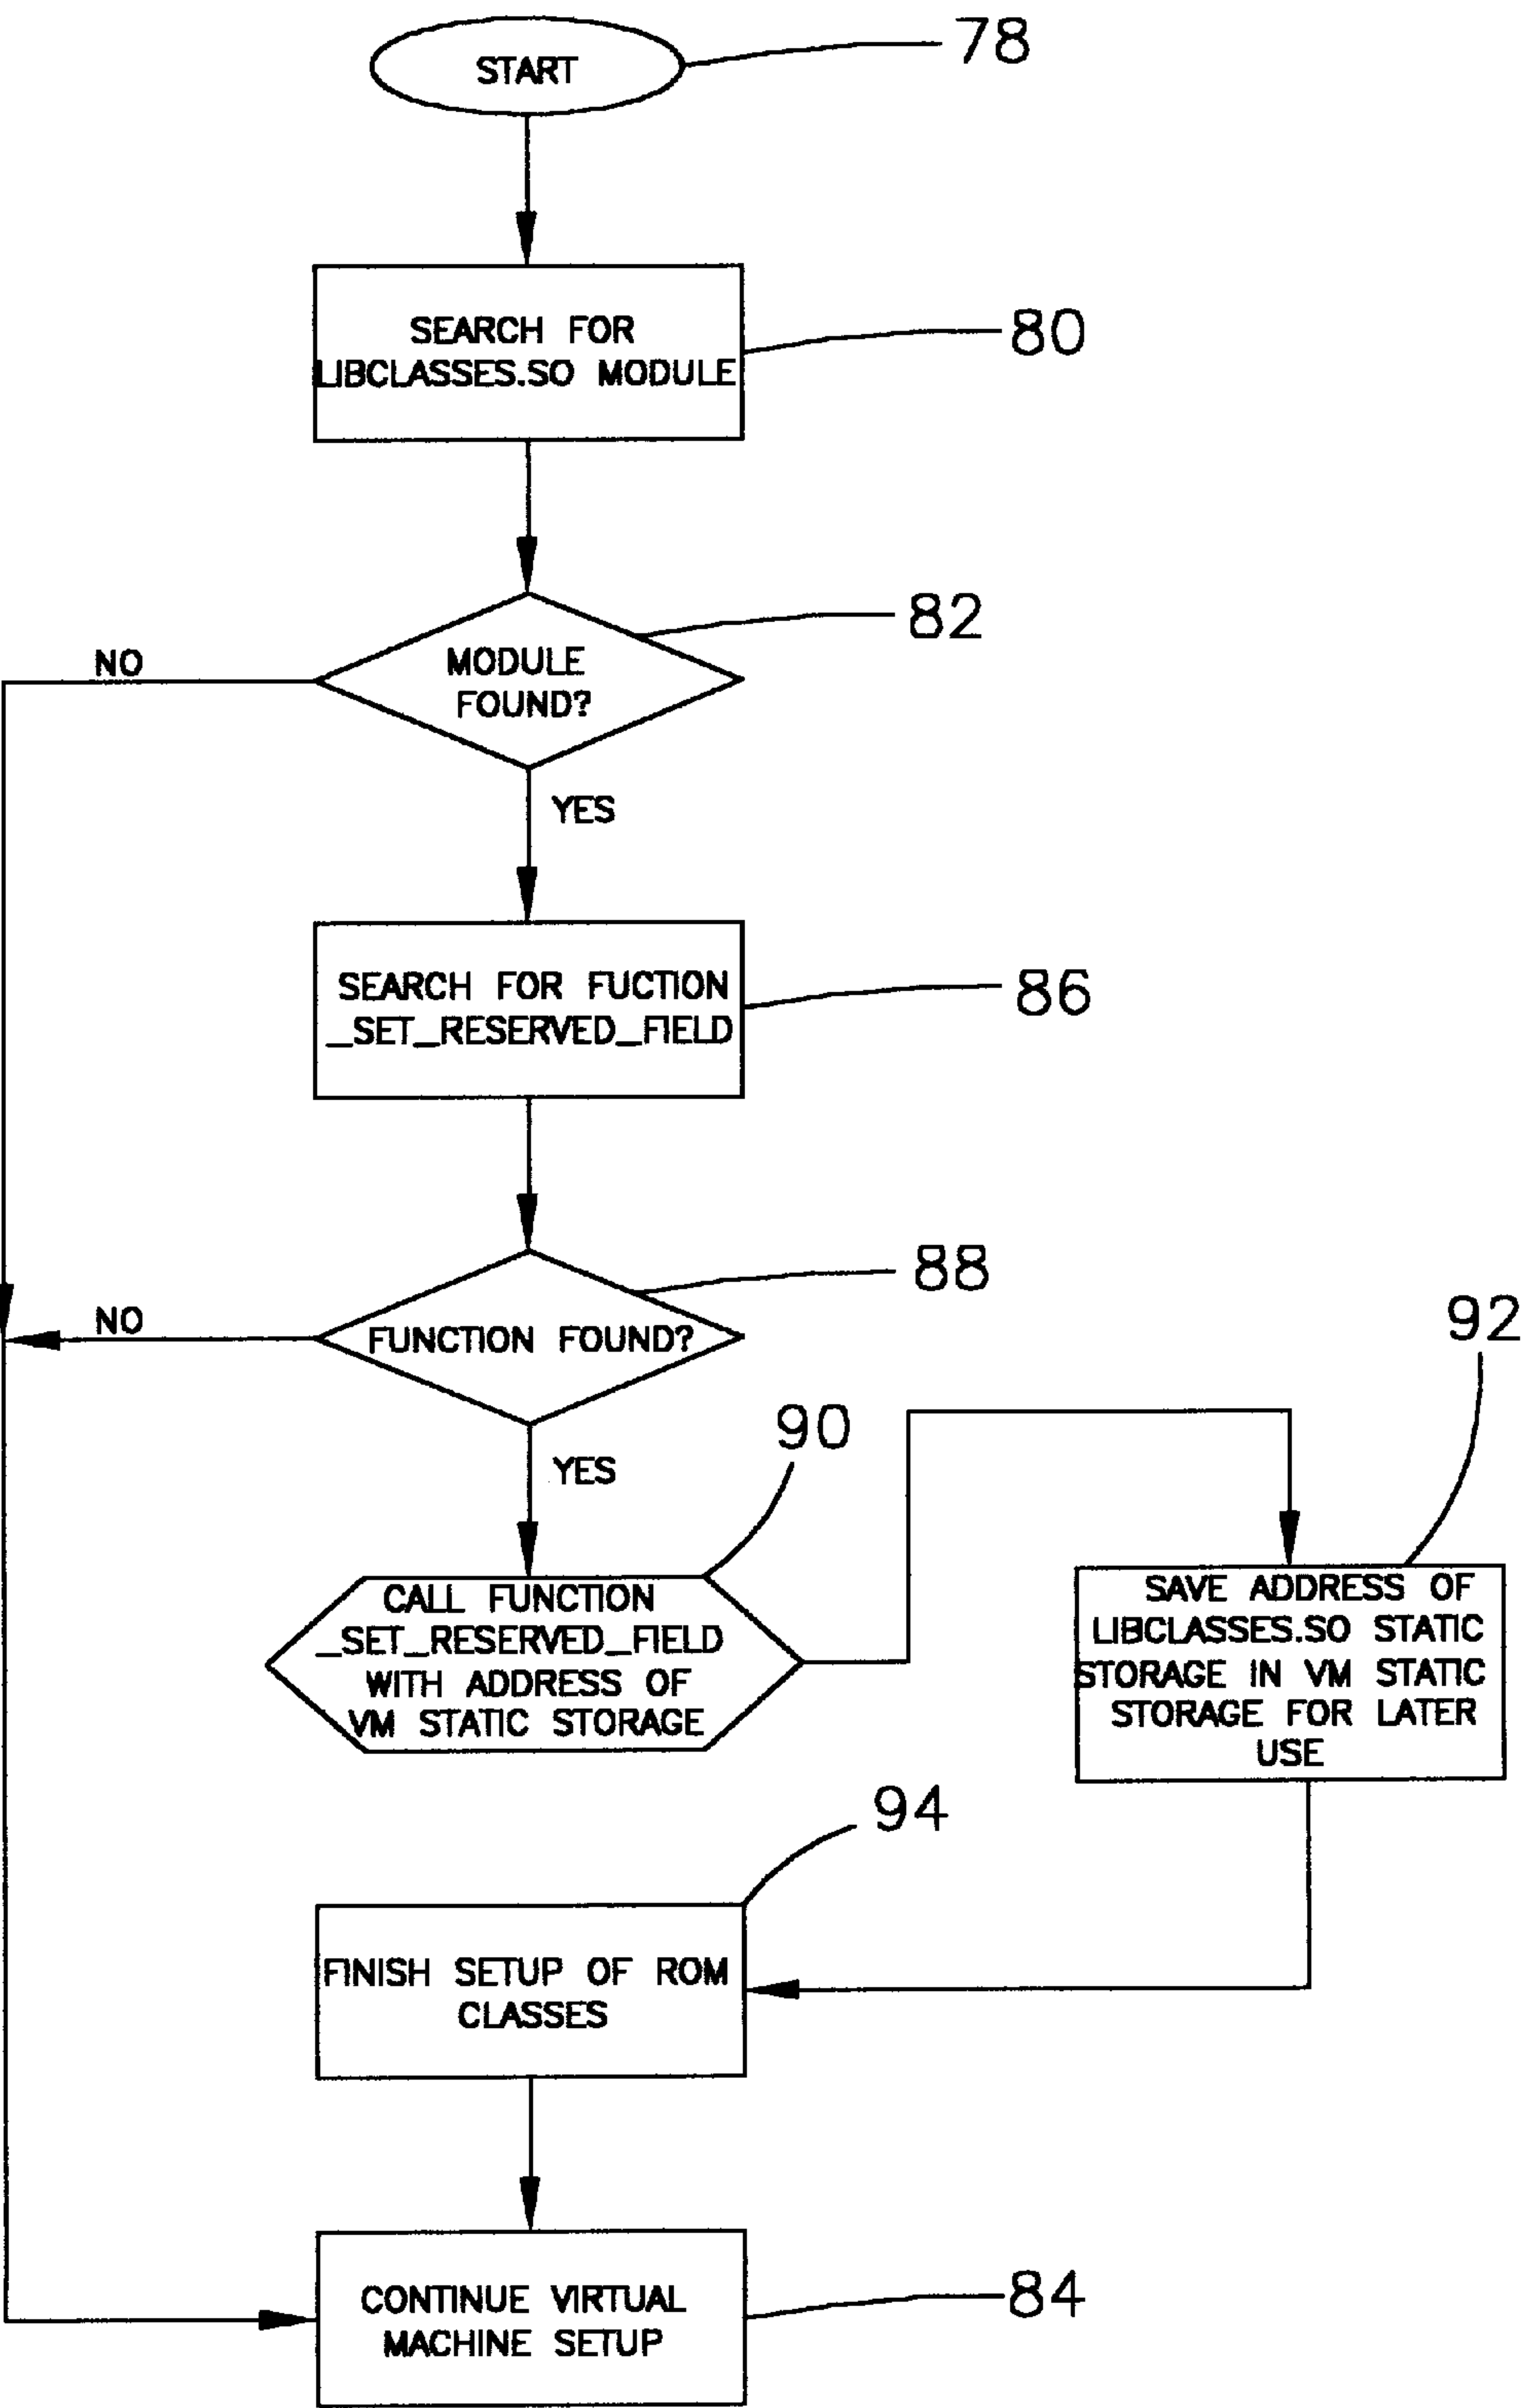 START
78
SEARCH FOR
LIBCLASSES.SO MODULE
80
82
MODULE
FOUND?
NO
YES
SEARCH FOR FUCTION
_SET_RESERVED_FIELD
86
88
FUNCTION FOUND?
NO
YES
90
92
CALL FUNCTION
_SET_RESERVED_FIELD
WITH ADDRESS OF
VM STATIC STORAGE
SAVE ADDRESS OF
LIBCLASSES.SO STATIC
STORAGE IN VM STATIC
STORAGE FOR LATER
USE
94
FINISH SETUP OF ROM
CLASSES
CONTINUE VIRTUAL
MACHINE SETUP
84